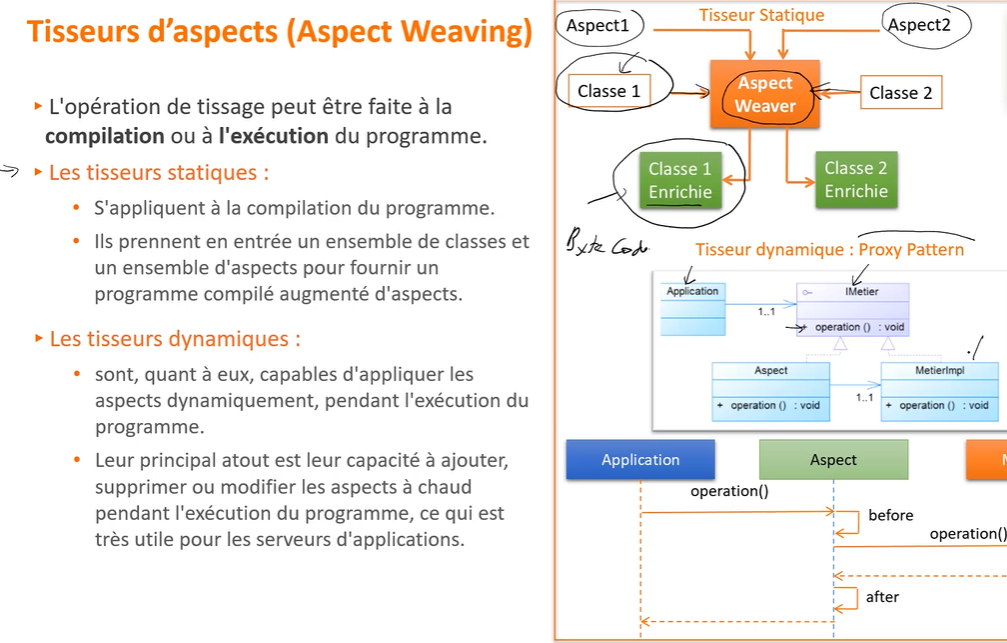 Tisseurs d'aspects (Aspect Weaving)
‣ L'opération de tissage peut être faite à la
compilation ou à l'exécution du programme.
‣ Les tisseurs statiques :
• S'appliquent à la compilation du programme.
• Ils prennent en entrée un ensemble de classes et
un ensemble d'aspects pour fournir un
programme compilé augmenté d'aspects.
‣ Les tisseurs dynamiques :
• sont, quant à eux, capables d'appliquer les
aspects dynamiquement, pendant l'exécution du
programme.
• Leur principal atout est leur capacité à ajouter,
supprimer ou modifier les aspects à chaud
pendant l'exécution du programme, ce qui est
très utile pour les serveurs d'applications.
Tisseur Statique
Aspect1
Aspect2
Classe 1
Aspect
Weaver
Classe 2
Classe 1
Enrichie
Classe 2
Enrichie
Byte Code
Tisseur dynamique : Proxy Pattern
Application
IMetier
1..1
+ operation () : void
Aspect
MetierImpl
1..1
+ operation () : void
+ operation () : void
Application
Aspect
M
operation()
before
operation()
after